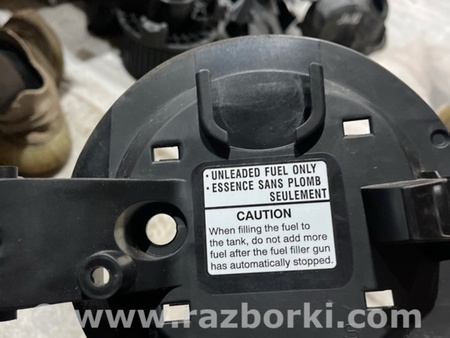 • UNLEADED FUEL ONLY
• ESSENCE SANS PLOMB
SEULEMENT
CAUTION
When filling the fuel to
the tank, do not add more
fuel after the fuel filler gun
has automatically stopped.
www.razborki.com